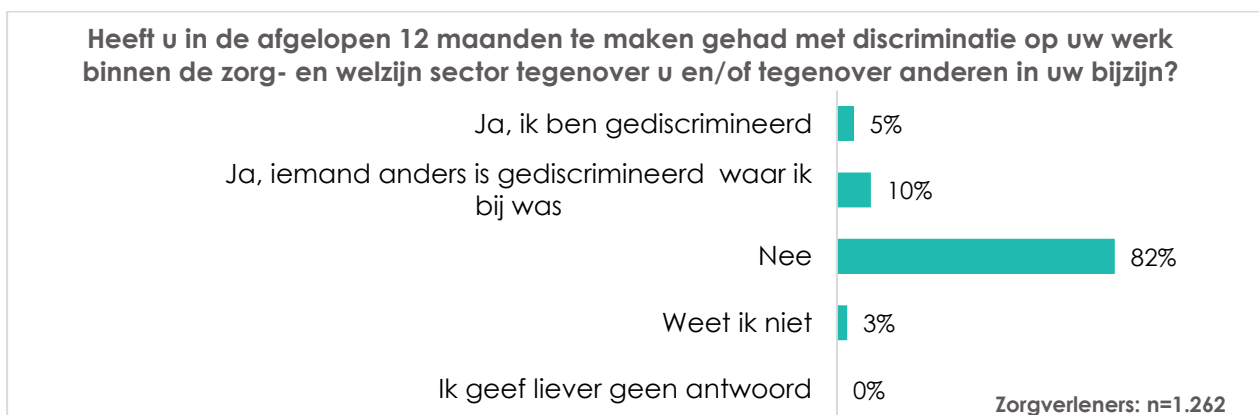 Heeft u in de afgelopen 12 maanden te maken gehad met discriminatie op uw werk
binnen de zorg- en welzijn sector tegenover u en/of tegenover anderen in uw bijzijn?
Ja, ik ben gediscrimineerd
5%
Ja, iemand anders is gediscrimineerd  waar ik
bij was
10%
Nee
82%
Weet ik niet
3%
Ik geef liever geen antwoord
0%
Zorgverleners: n=1.262